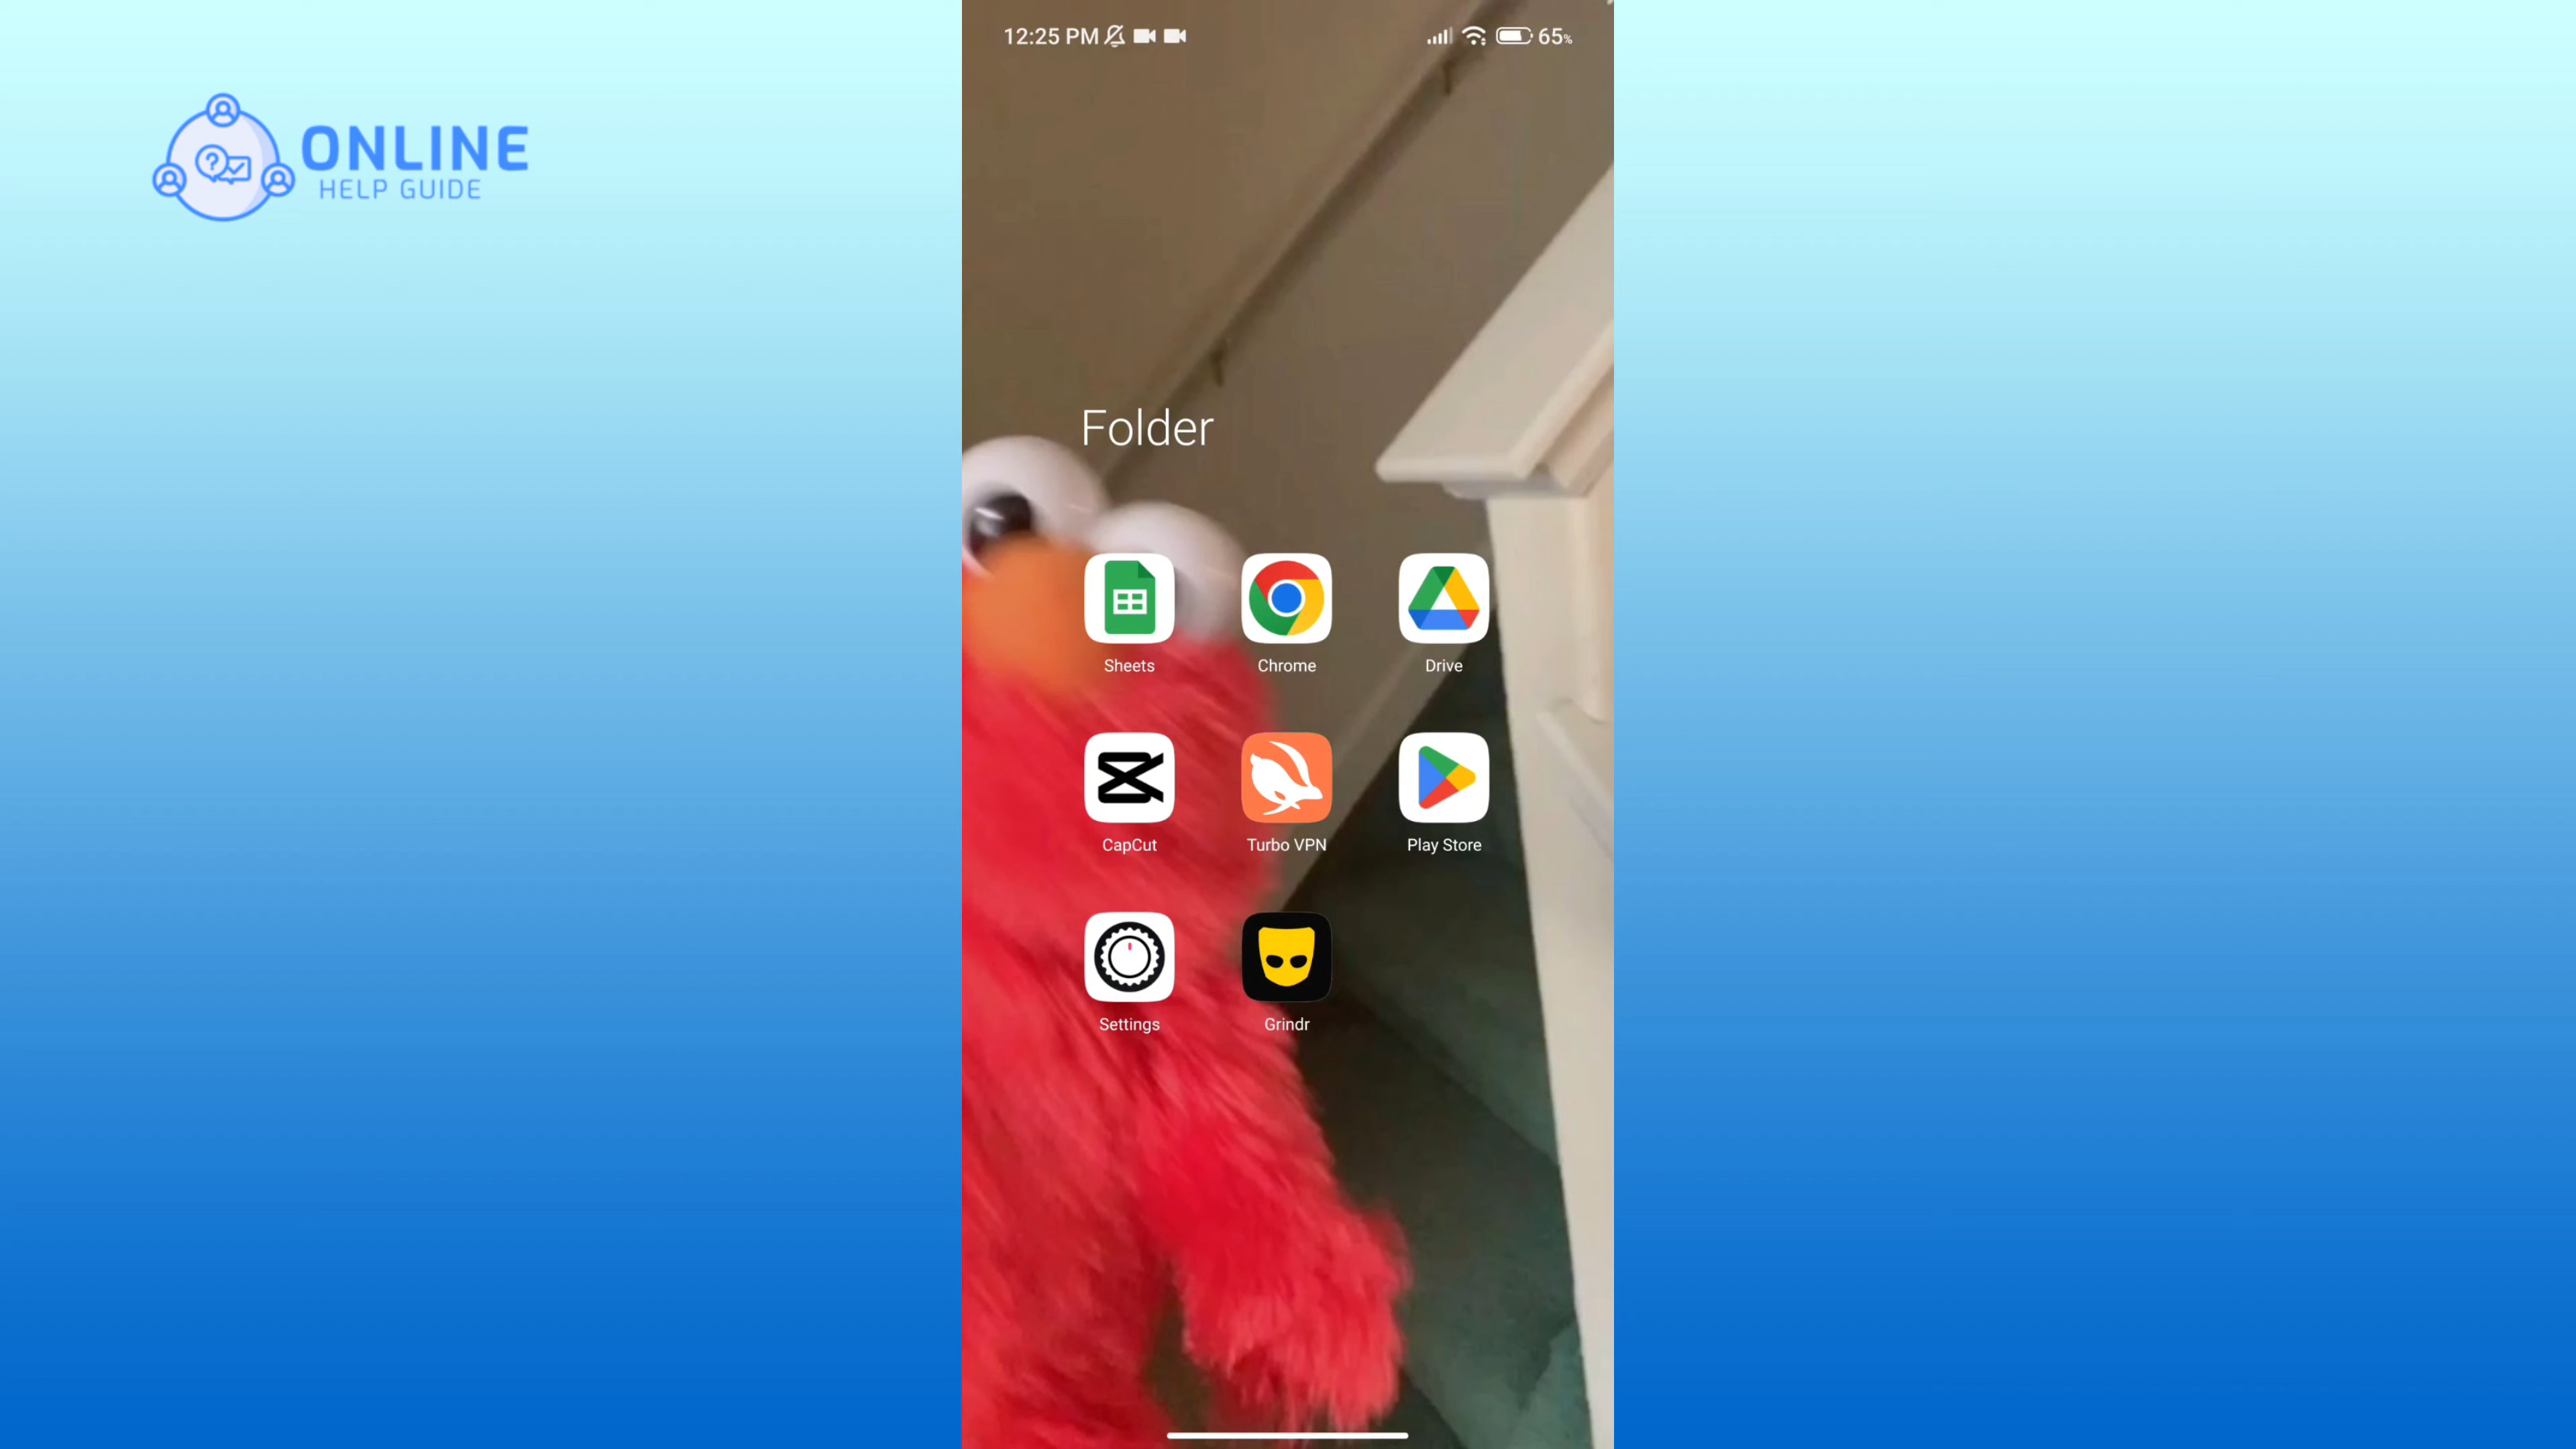 ONLINE
HELP GUIDE
12:25 PM
65%
Folder
Sheets
Chrome
Drive
CapCut
Turbo VPN
Play Store
Settings
Grindr